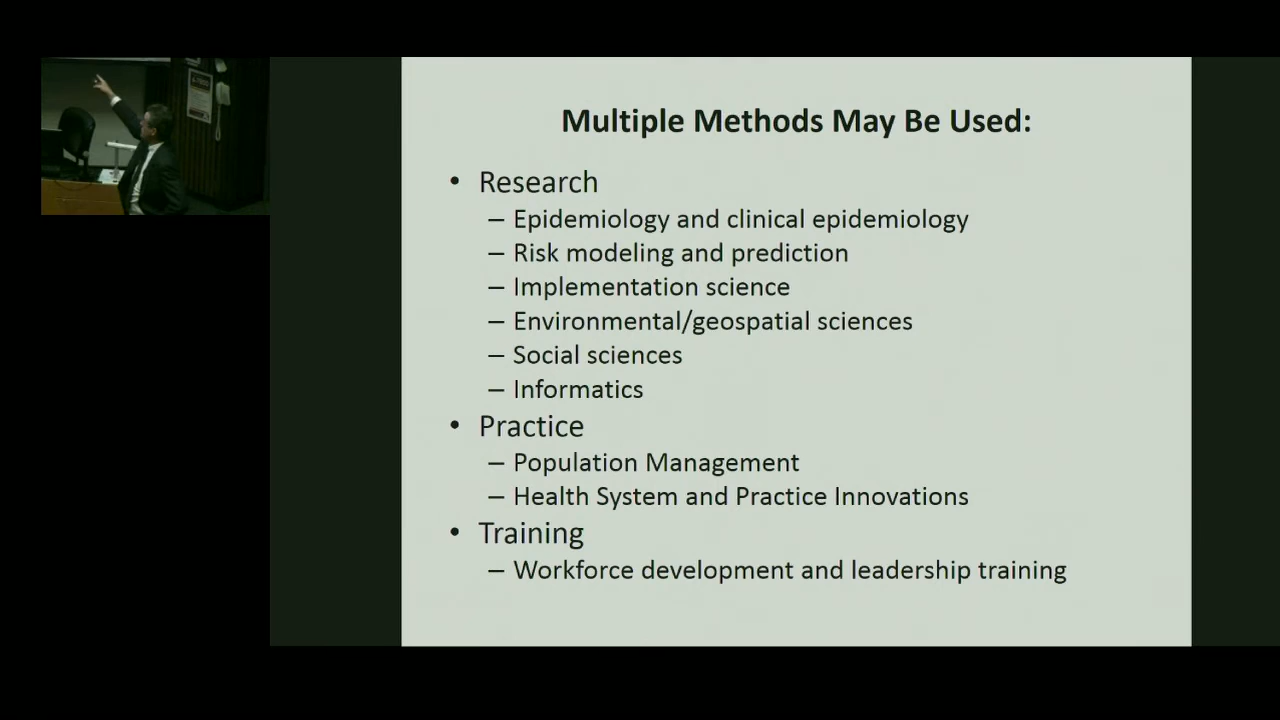 Multiple Methods May Be Used:
• Research
– Epidemiology and clinical epidemiology
– Risk modeling and prediction
– Implementation science
– Environmental/geospatial sciences
– Social sciences
– Informatics
• Practice
– Population Management
– Health System and Practice Innovations
• Training
– Workforce development and leadership training